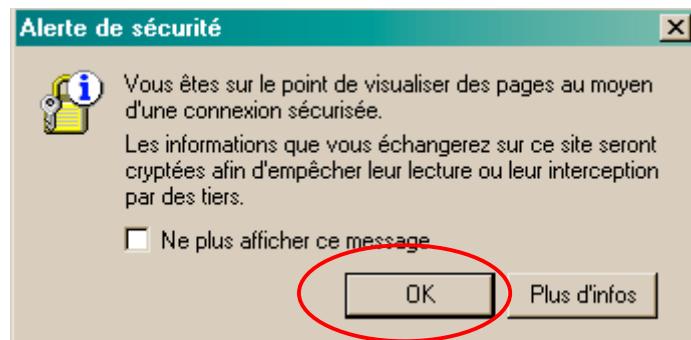 Alerte de sécurité
Vous êtes sur le point de visualiser des pages au moyen
d'une connexion sécurisée.
Les informations que vous échangerez sur ce site seront
cryptées afin d'empêcher leur lecture ou leur interception
par des tiers.
Ne plus afficher ce message
OK
Plus d'infos